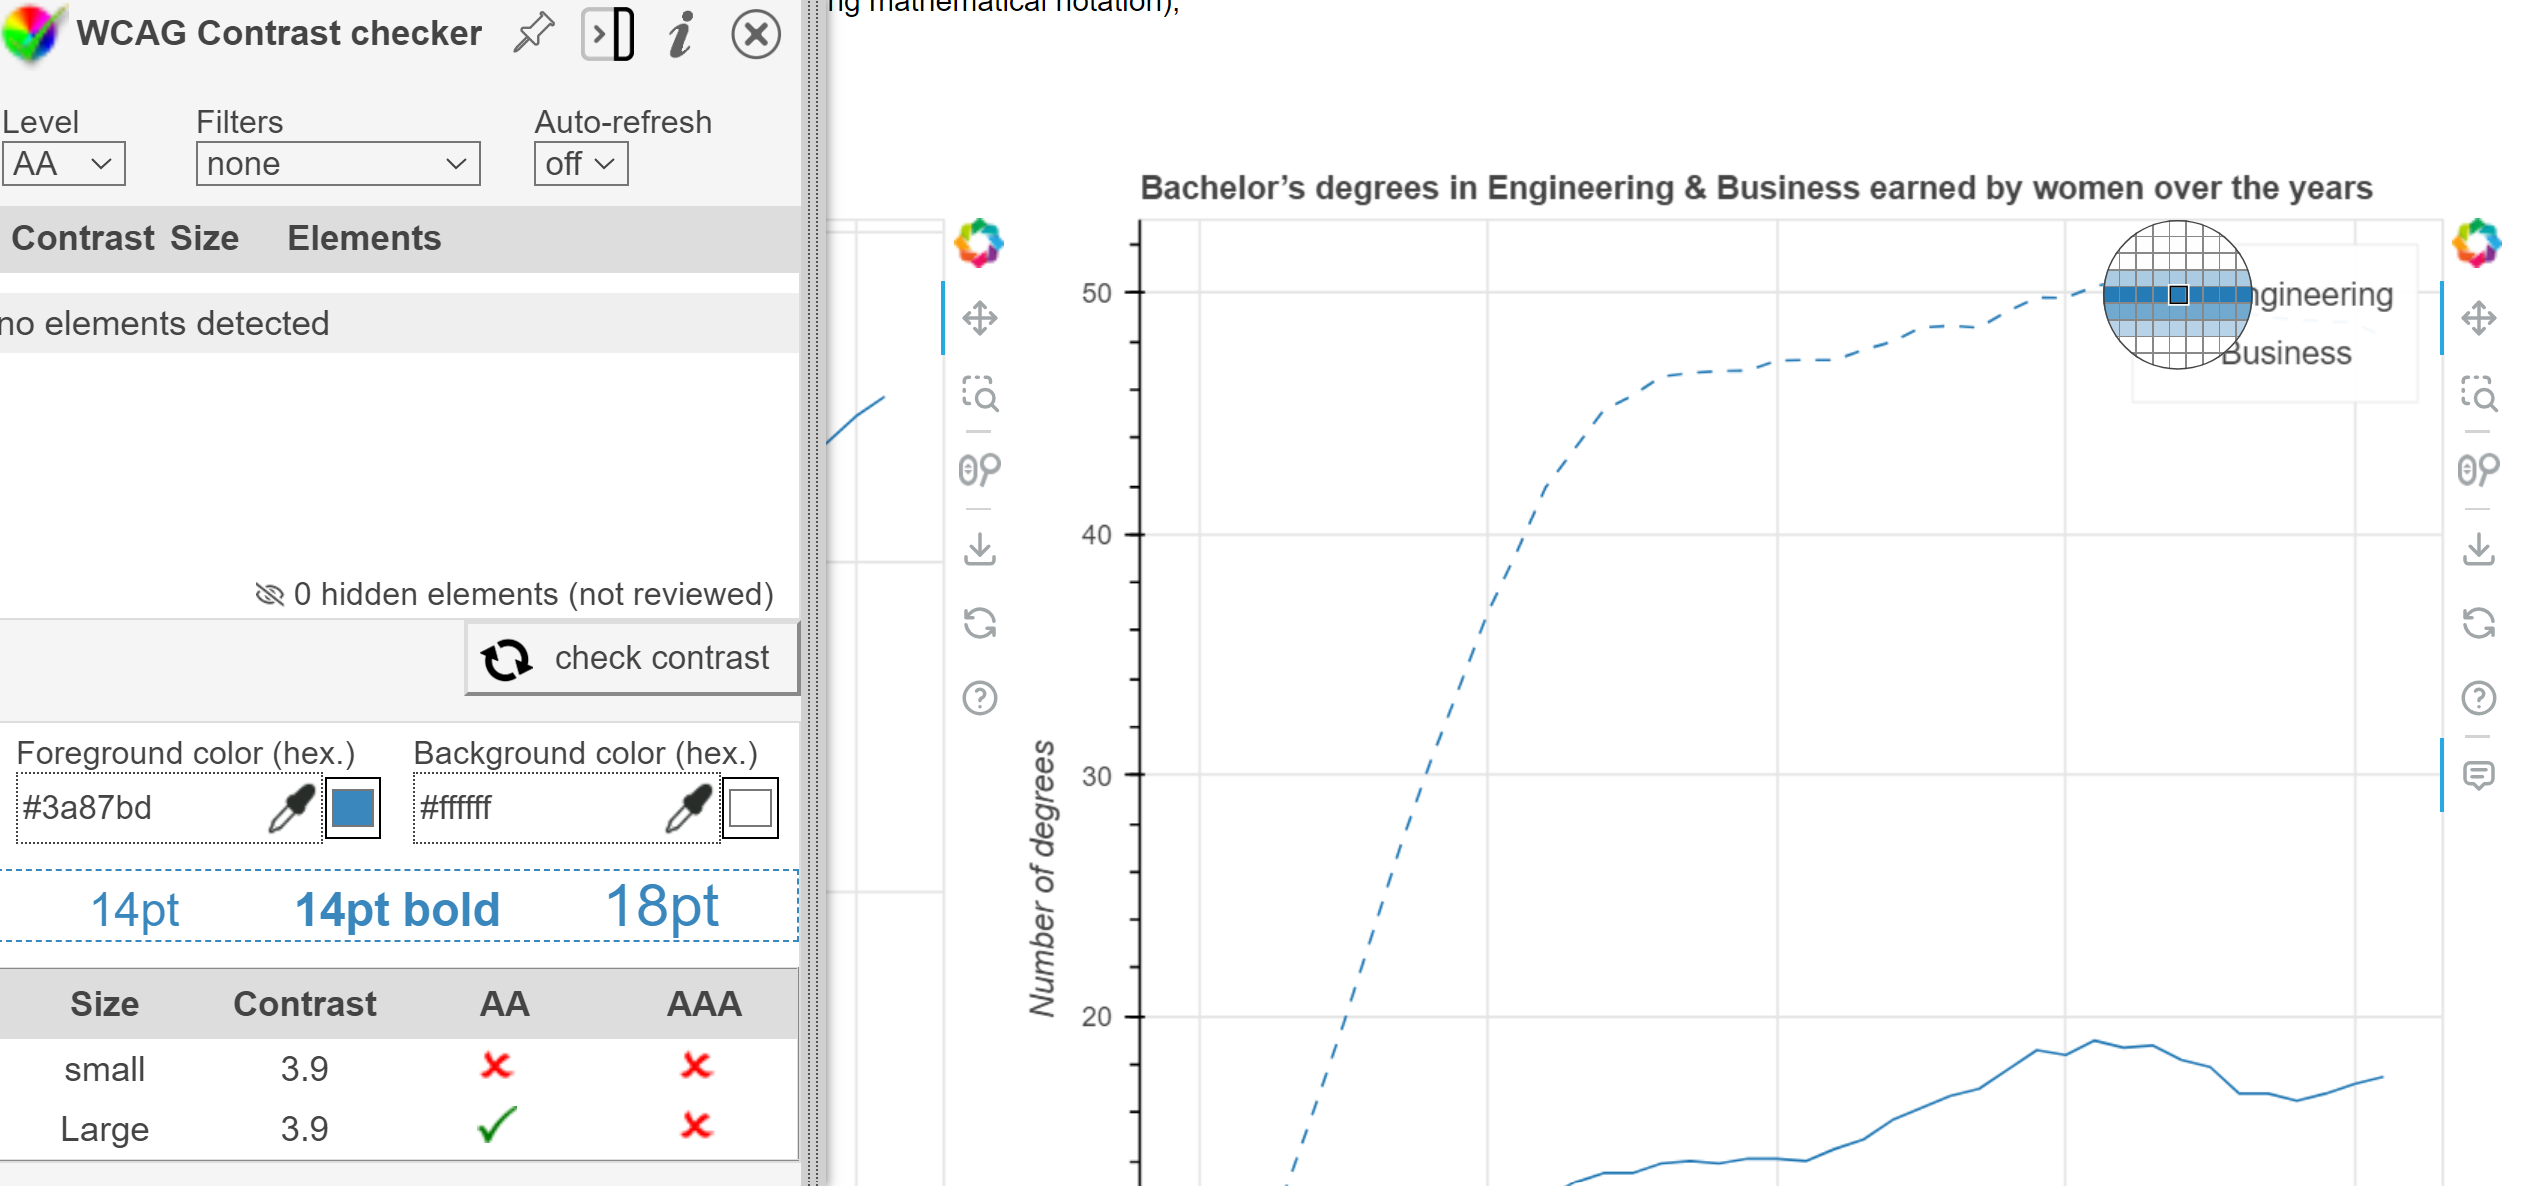 WCAG Contrast checker
Level
Filters
Auto-refresh
AA
none
off
Contrast Size Elements
no elements detected
0 hidden elements (not reviewed)
check contrast
Foreground color (hex.)
Background color (hex.)
#3a87bd
#ffffff
14pt 14pt bold 18pt
Size Contrast AA AAA
small 3.9
Large 3.9
ng mathematical notation),
Bachelor’s degrees in Engineering & Business earned by women over the years
ngineering
Business
50
40
30
20
Number of degrees